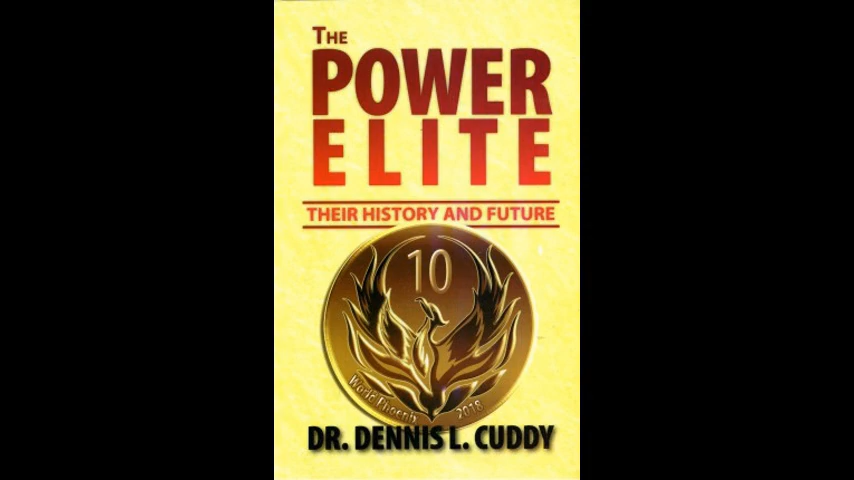 THE
POWER
ELITE
THEIR HISTORY AND FUTURE
10
World Phoenix
2018
DR. DENNIS L. CUDDY